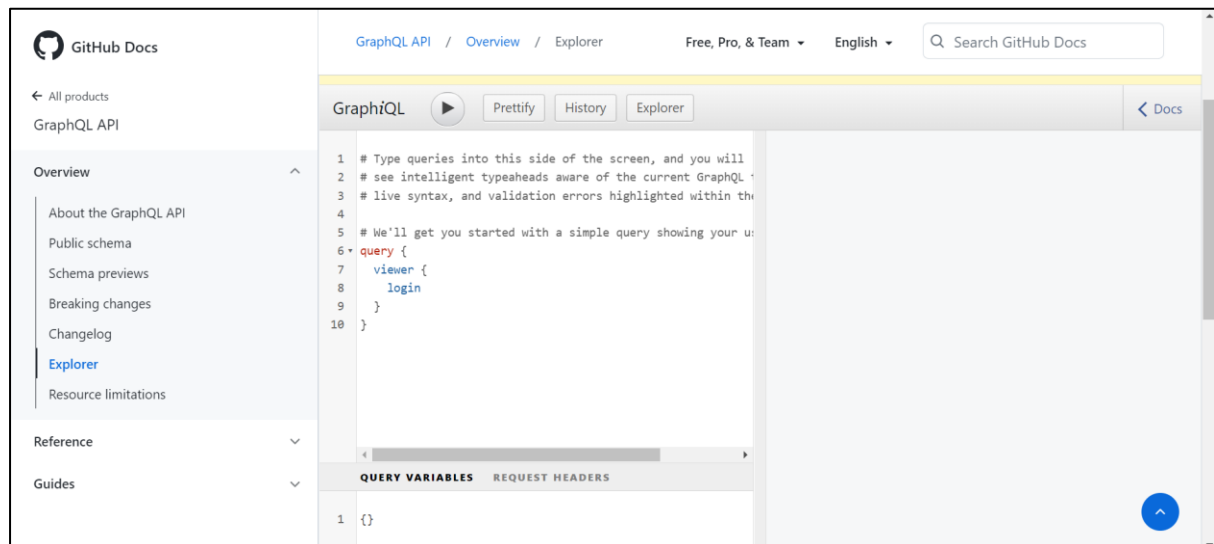 GitHub Docs
GraphQL API / Overview / Explorer
Free, Pro, & Team
English
Search GitHub Docs
All products
GraphQL API
Overview
About the GraphQL API
Public schema
Schema previews
Breaking changes
Changelog
Explorer
Resource limitations
Reference
Guides
GraphiQL
Prettify
History
Explorer
Docs
1 # Type queries into this side of the screen, and you will
2 # see intelligent typeaheads aware of the current GraphQL
3 # live syntax, and validation errors highlighted within
4
5 # We'll get you started with a simple query showing your
6 query {
7 viewer {
8 login
9 }
10 }
QUERY VARIABLES REQUEST HEADERS
1 {}